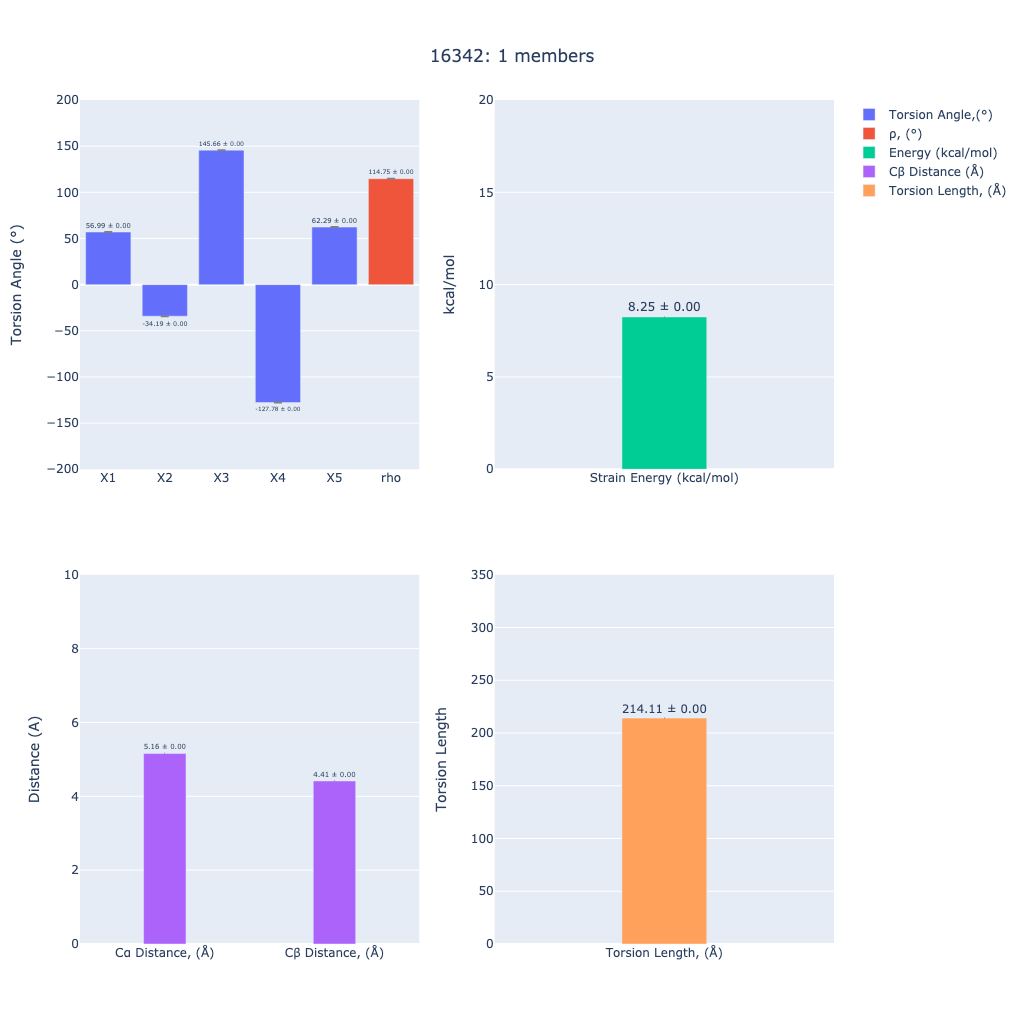 16342: 1 members
Torsion Angle (°)
200
150
100
50
0
−50
−100
−150
−200
56.99 ± 0.00
-34.19 ± 0.00
145.66 ± 0.00
-127.78 ± 0.00
62.29 ± 0.00
114.75 ± 0.00
X1 X2 X3 X4 X5 rho
kcal/mol
20
15
10
5
0
8.25 ± 0.00
Strain Energy (kcal/mol)
Torsion Angle,(°)
ρ, (°)
Energy (kcal/mol)
Cβ Distance (Å)
Torsion Length, (Å)
Distance (A)
10
8
6
4
2
0
5.16 ± 0.00
4.41 ± 0.00
Cα Distance, (Å) Cβ Distance, (Å)
Torsion Length
350
300
250
200
150
100
50
0
214.11 ± 0.00
Torsion Length, (Å)